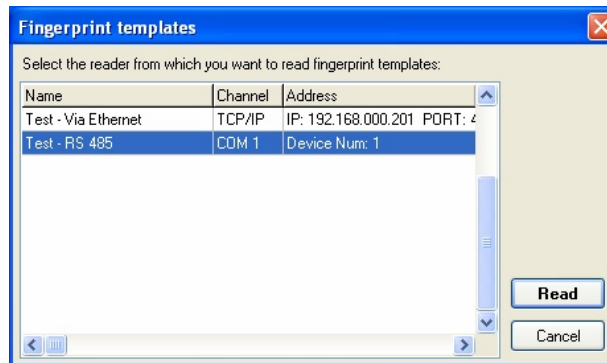 Fingerprint templates
Select the reader from which you want to read fingerprint templates:
Name Channel Address
Test - Via Ethernet TCP/IP IP: 192.168.000.201 PORT: 4
Test - RS 485 COM 1 Device Num: 1
Read
Cancel